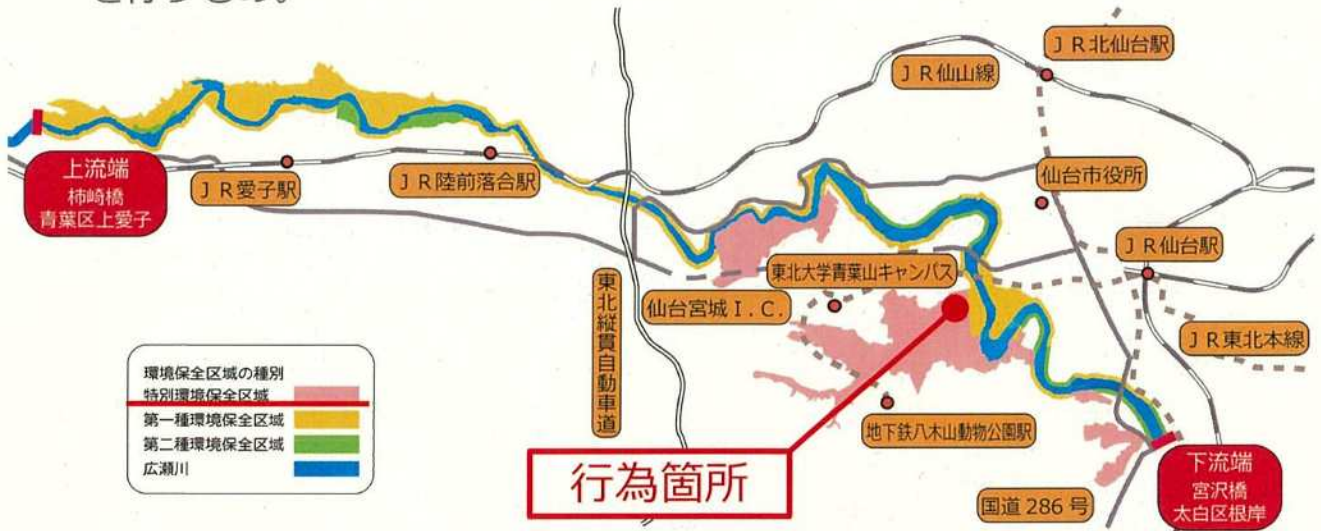 ＪＲ北仙台駅
ＪＲ仙山線
上流端
柿崎橋
青葉区上愛子
ＪＲ愛子駅
ＪＲ陸前落合駅
仙台市役所
ＪＲ仙台駅
東北大学青葉山キャンパス
仙台宮城Ｉ.Ｃ.
東北縦貫自動車道
ＪＲ東北本線
環境保全区域の種別
特別環境保全区域
第一種環境保全区域
第二種環境保全区域
広瀬川
地下鉄八木山動物公園駅
行為箇所
国道286号
下流端
宮沢橋
太白区根岸